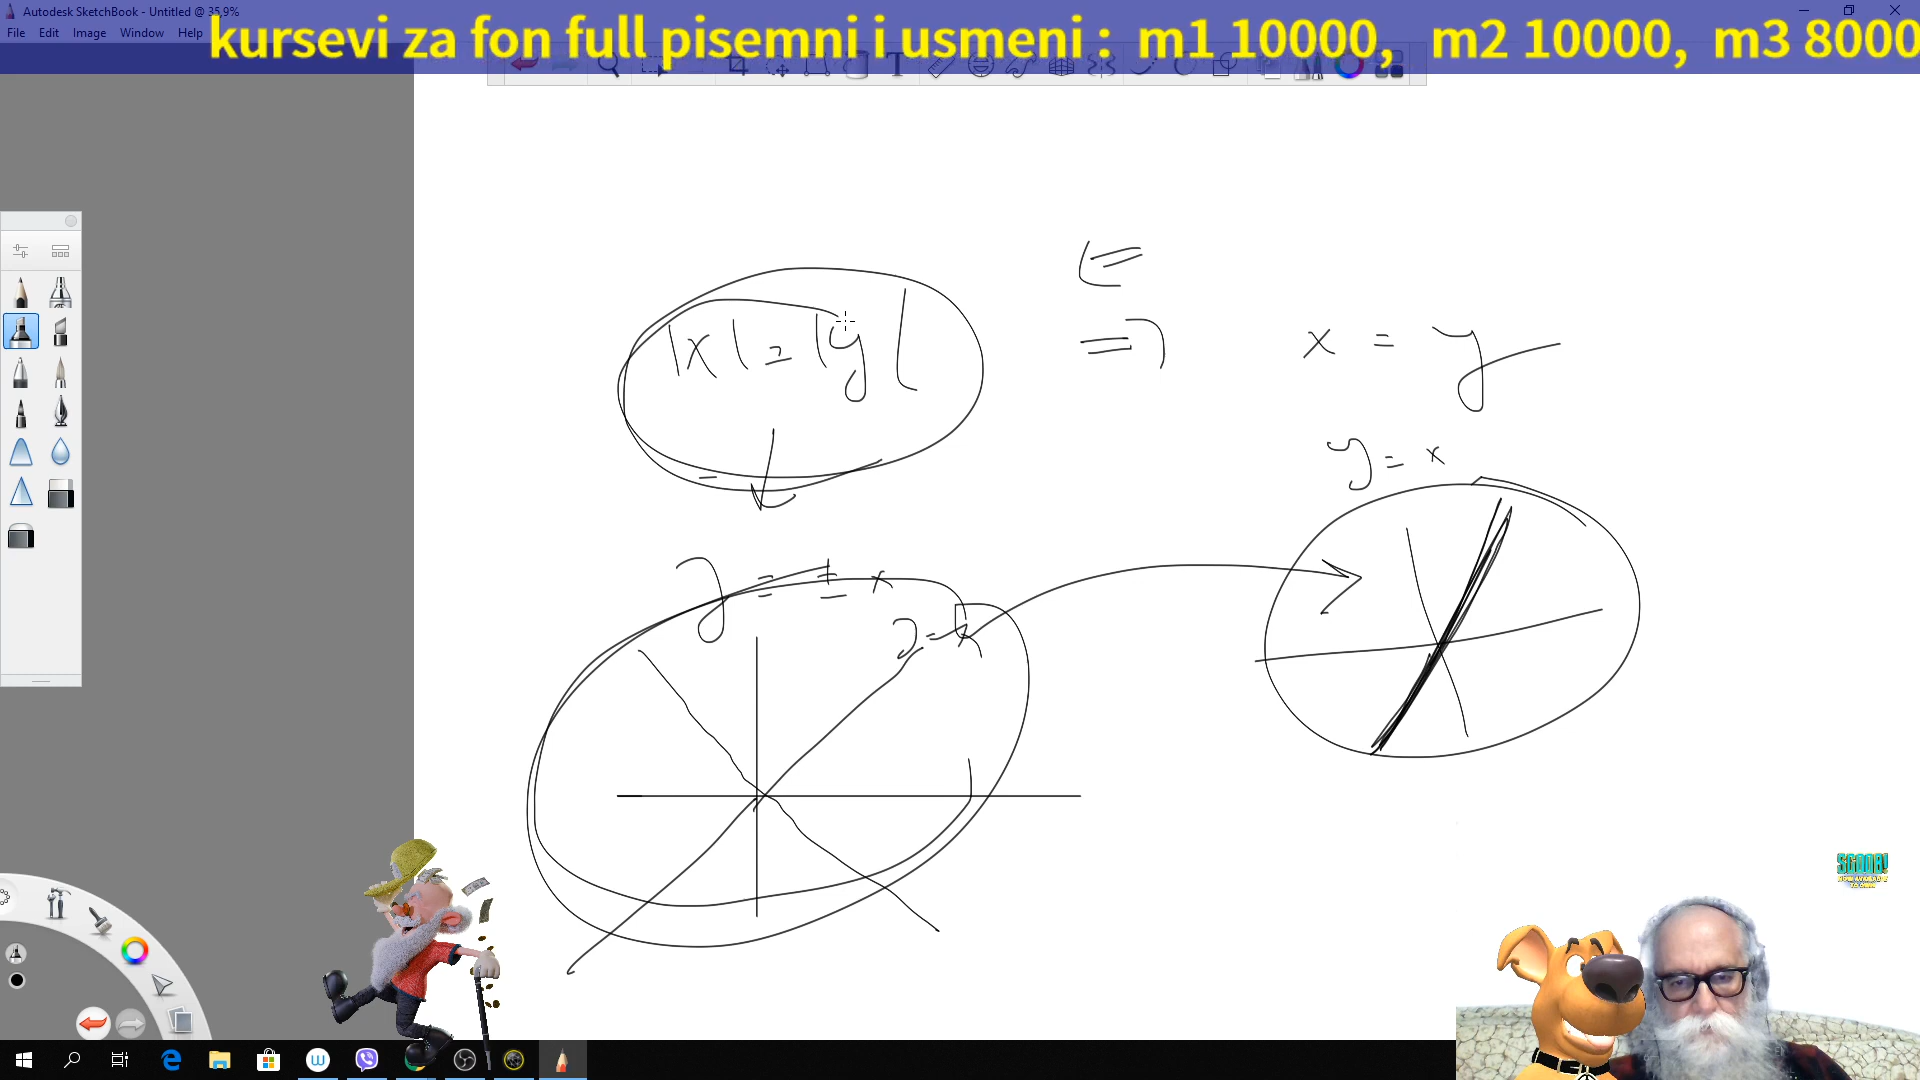 Autodesk SketchBook - Untitled @ 35,9%
File Edit Image Window Help
kursevi za fon full pisemni i usmeni : m1 10000, m2 10000, m3 8000
|x| = |y|
⇐
⇒
x = y
y = x
y = ± x
y = x
SCOOB!